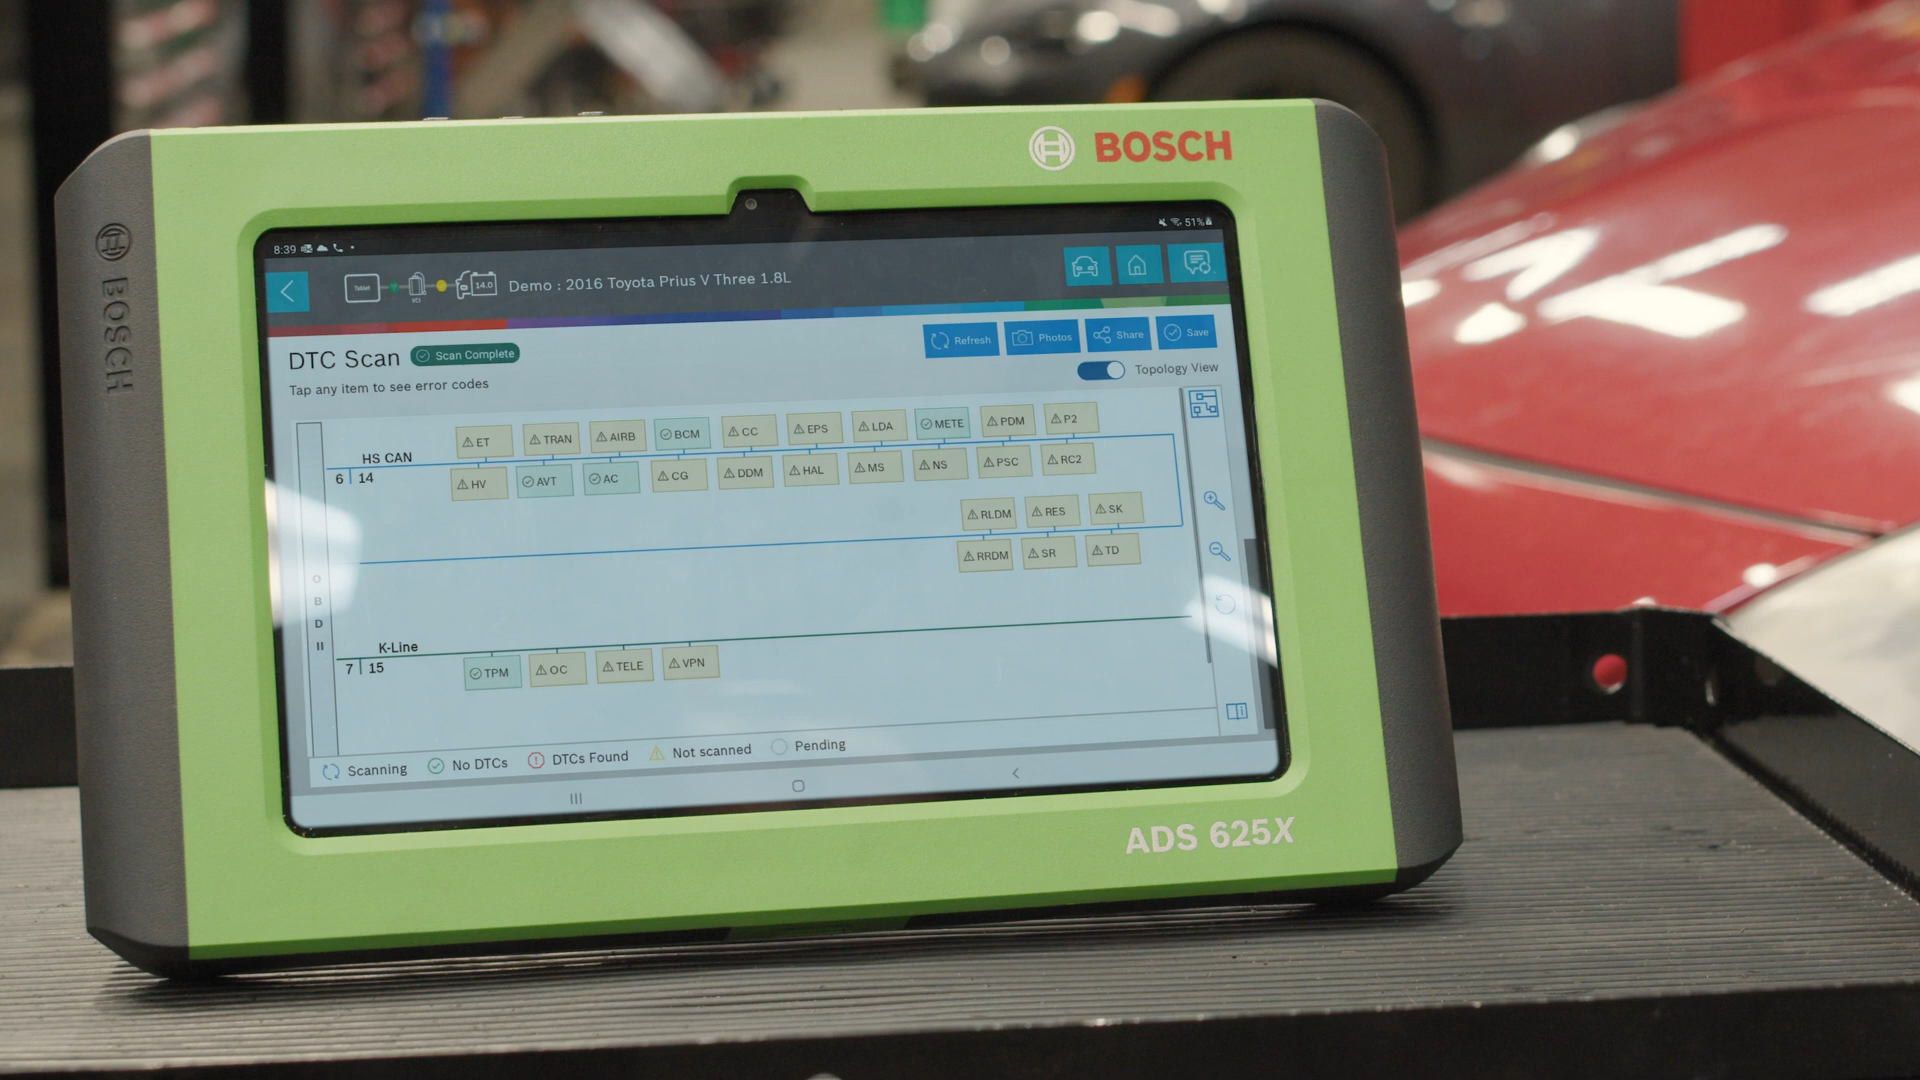 BOSCH
BOSCH
8:39
51%
Tablet
VCI
14.0
Demo : 2016 Toyota Prius V Three 1.8L
Refresh
Photos
Share
Save
DTC Scan
Scan Complete
Tap any item to see error codes
Topology View
ET TRAN AIRB BCM CC EPS LDA METE PDM P2
HS CAN
6 14
HV AVT AC CG DDM HAL MS NS PSC RC2
RLDM RES SK
RRDM SR TD
O
B
D
II
K-Line
7 15
TPM OC TELE VPN
Scanning No DTCs DTCs Found Not scanned Pending
ADS 625X